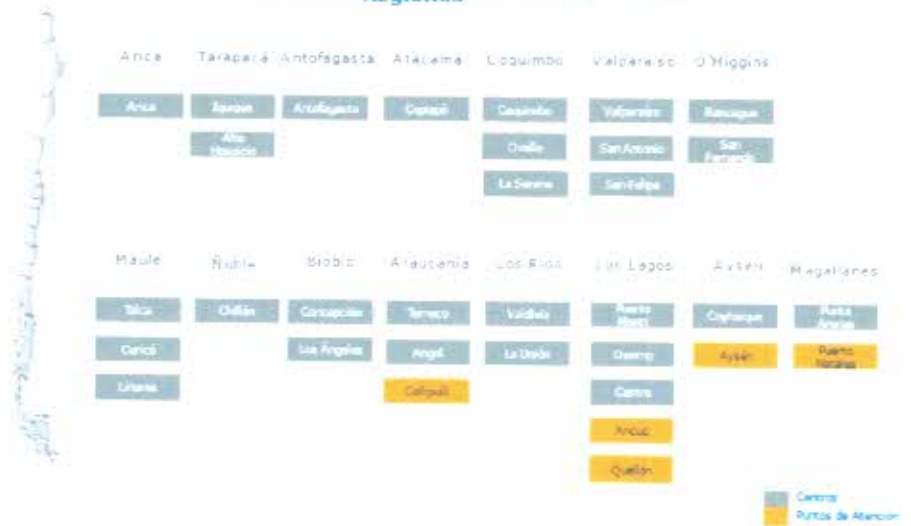 Regiones
Arica Tarapacá Antofagasta Atacama Coquimbo Valparaíso O'Higgins
Arica Iquique Antofagasta Copiapó Coquimbo Valparaíso Rancagua
Alto Hospicio Ovalle San Antonio San Fernando
La Serena San Felipe
Maule Ñuble Biobío Araucanía Los Ríos Los Lagos Aysén Magallanes
Talca Chillán Concepción Temuco Valdivia Puerto Montt Coyhaique Punta Arenas
Curicó Los Ángeles Angol La Unión Osorno Aysén Puerto Natales
Linares Collipulli Castro
Ancud
Quellón
Centros
Puntos de Atención